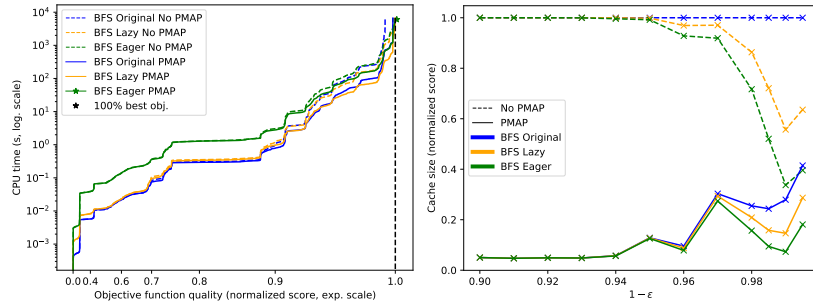 BFS Original No PMAP
BFS Lazy No PMAP
BFS Eager No PMAP
BFS Original PMAP
BFS Lazy PMAP
BFS Eager PMAP
100% best obj.
CPU time (s, log. scale)
10⁴
10³
10²
10¹
10⁰
10⁻¹
10⁻²
10⁻³
0.0 0.4 0.6 0.7 0.8 0.9 1.0
Objective function quality (normalized score, exp. scale)
Cache size (normalized score)
1.0
0.8
0.6
0.4
0.2
0.0
No PMAP
PMAP
BFS Original
BFS Lazy
BFS Eager
0.90 0.92 0.94 0.96 0.98
1 − ε